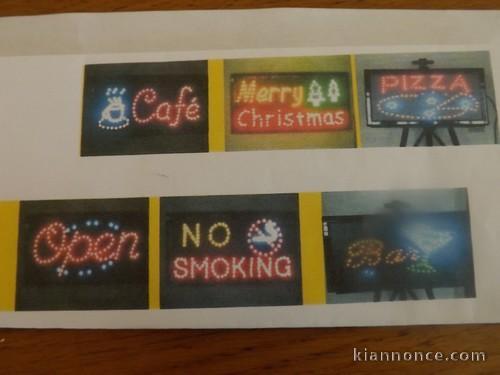 Café
Merry
Christmas
PIZZA
Open
NO
SMOKING
Bar
kiannonce.com